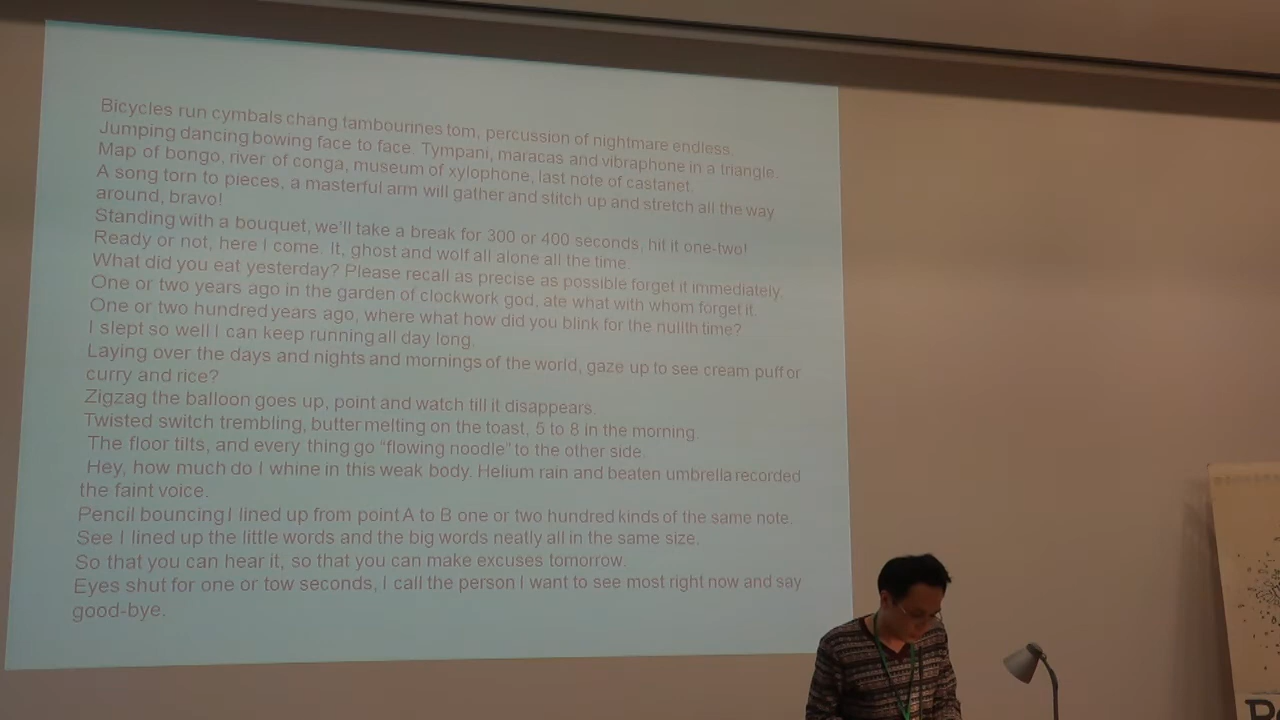 Bicycles run cymbals chang tambourines tom, percussion of nightmare endless.
Jumping dancing bowing face to face. Tympani, maracas and vibraphone in a triangle.
Map of bongo, river of conga, museum of xylophone, last note of castanet.
A song torn to pieces, a masterful arm will gather and stitch up and stretch all the way
around, bravo!
Standing with a bouquet, we'll take a break for 300 or 400 seconds, hit it one-two!
Ready or not, here I come. It, ghost and wolf all alone all the time.
What did you eat yesterday? Please recall as precise as possible forget it immediately.
One or two years ago in the garden of clockwork god, ate what with whom forget it.
One or two hundred years ago, where what how did you blink for the nullth time?
I slept so well I can keep running all day long.
Laying over the days and nights and mornings of the world, gaze up to see cream puff or
curry and rice?
Zigzag the balloon goes up, point and watch till it disappears.
Twisted switch trembling, butter melting on the toast, 5 to 8 in the morning.
The floor tilts, and every thing go “flowing noodle” to the other side.
Hey, how much do I whine in this weak body. Helium rain and beaten umbrella recorded
the faint voice.
Pencil bouncing I lined up from point A to B one or two hundred kinds of the same note.
See I lined up the little words and the big words neatly all in the same size.
So that you can hear it, so that you can make excuses tomorrow.
Eyes shut for one or tow seconds, I call the person I want to see most right now and say
good-bye.